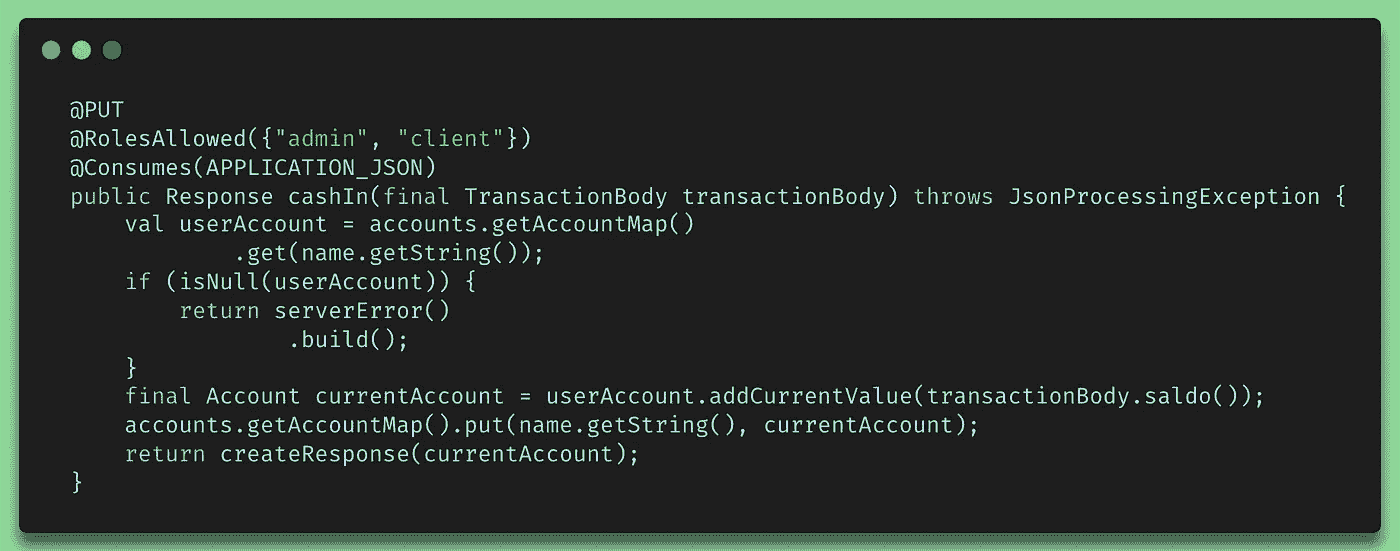 @PUT
@RolesAllowed({"admin", "client"})
@Consumes(APPLICATION_JSON)
public Response cashIn(final TransactionBody transactionBody) throws JsonProcessingException {
    val userAccount = accounts.getAccountMap()
            .get(name.getString());
    if (isNull(userAccount)) {
        return serverError()
                .build();
    }
    final Account currentAccount = userAccount.addCurrentValue(transactionBody.saldo());
    accounts.getAccountMap().put(name.getString(), currentAccount);
    return createResponse(currentAccount);
}